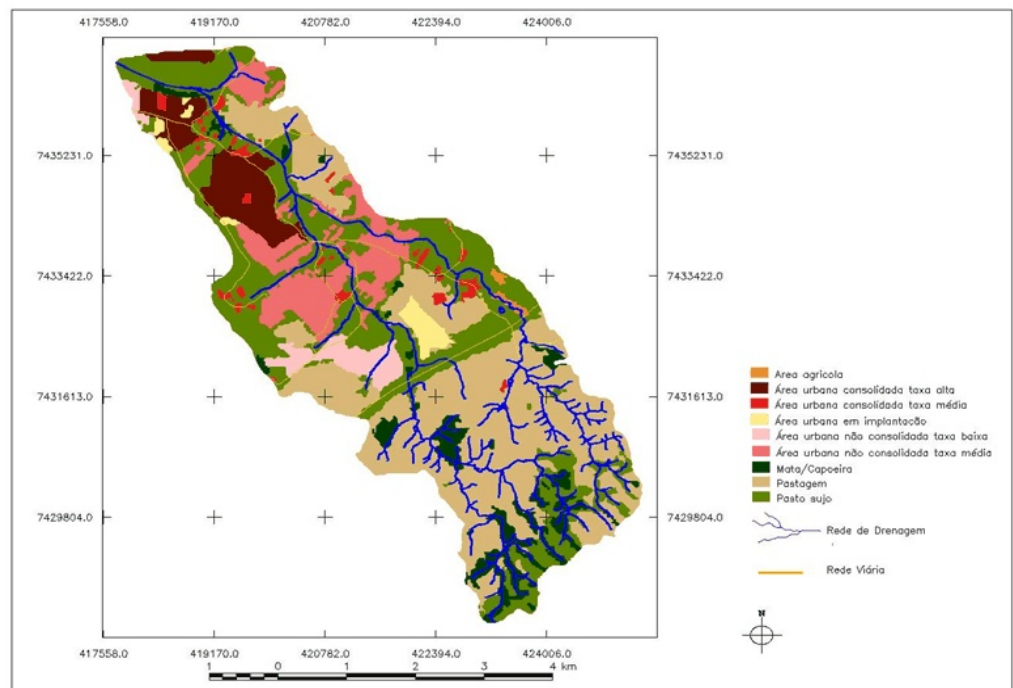 417558.0 419170.0 420782.0 422394.0 424006.0
7435231.0 7435231.0
7433422.0 7433422.0
7431613.0 7431613.0
7429804.0 7429804.0
417558.0 419170.0 420782.0 422394.0 424006.0
1 0 1 2 3 4 km
Area agricola
Área urbana consolidada taxa alta
Área urbana consolidada taxa média
Área urbana em implantação
Área urbana não consolidada taxa baixa
Área urbana não consolidada taxa média
Mata/Capoeira
Pastagem
Pasto sujo
Rede de Drenagem
Rede Viária
N